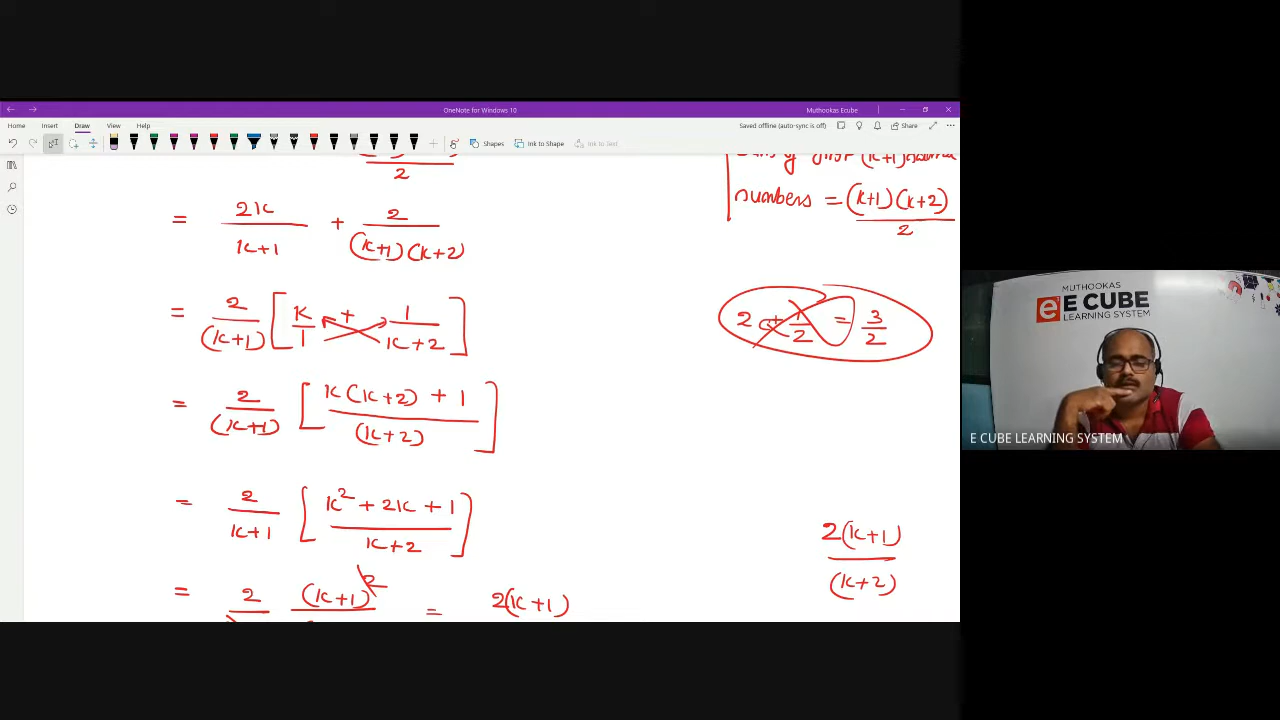 OneNote for Windows 10
Muthookas Ecube
Home Insert Draw View Help
Saved offline (auto-sync is off)
Share
Shapes
Ink to Shape
Ink to Text
2
(k+1)
numbers = (k+1)(k+2)
2
= 2k/k+1 + 2/(k+1)(k+2)
= 2/(k+1) [k/1 + 1/k+2]
2 + 1/2 = 3/2
= 2/(k+1) [k(k+2) + 1/(k+2)]
= 2/k+1 [k² + 2k + 1/k+2]
2(k+1)/(k+2)
= 2 (k+1)² = 2(k+1)
MUTHOOKAS
E CUBE
LEARNING SYSTEM
E CUBE LEARNING SYSTEM